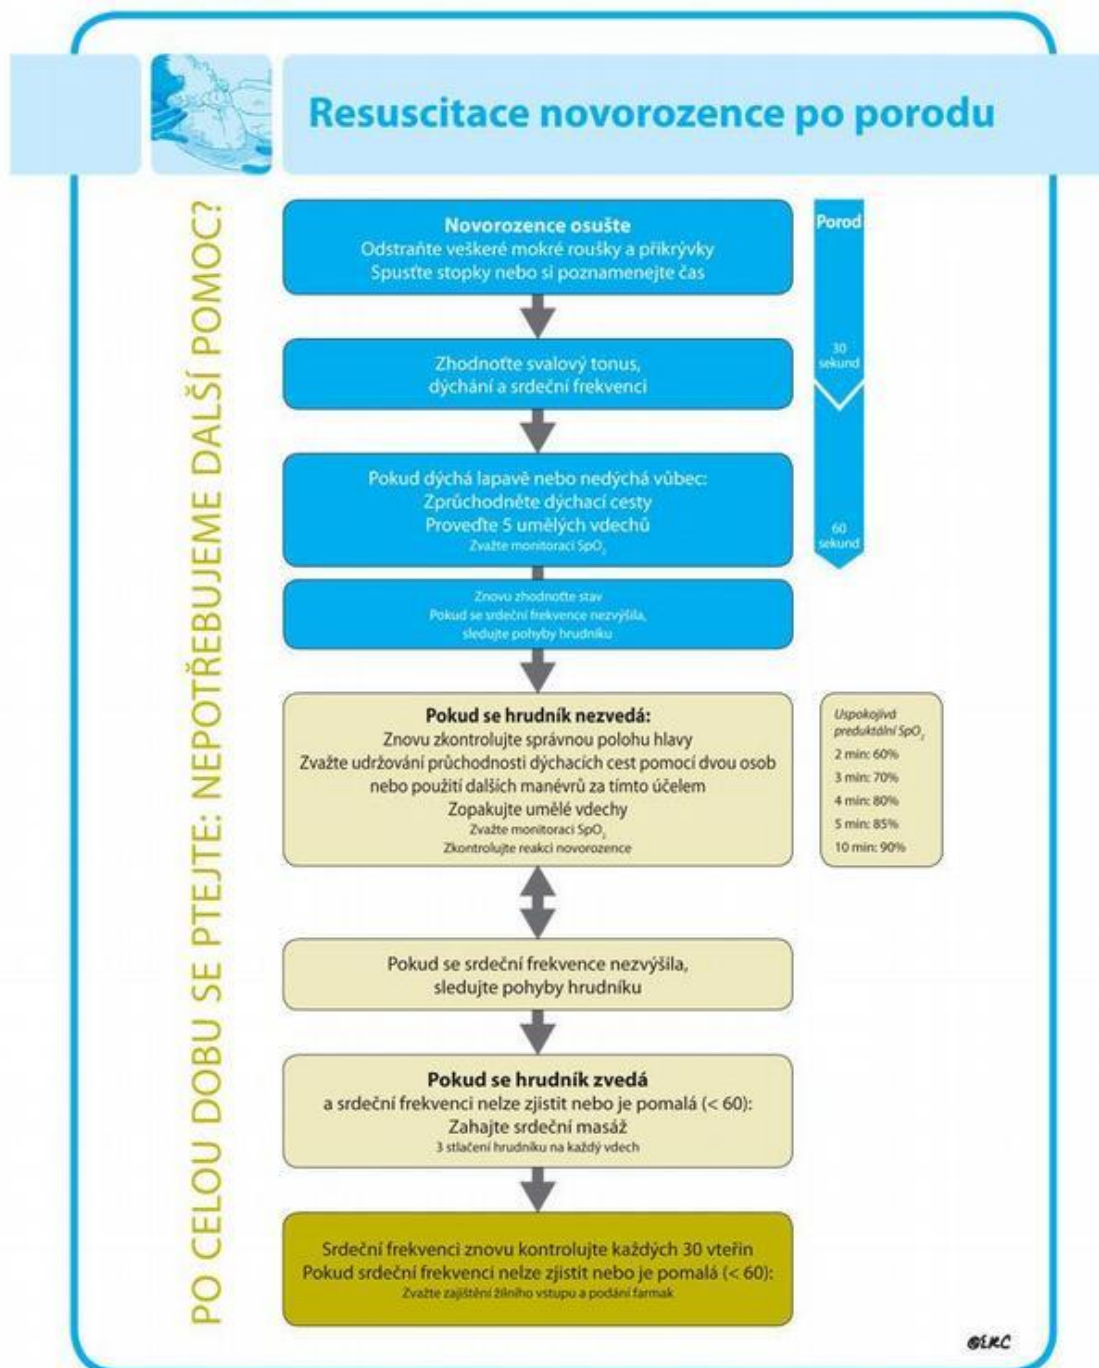 Resuscitace novorozence po porodu
PO CELOU DOBU SE PTEJTE: NEPOTŘEBUJEME DALŠÍ POMOC?
Novorozence osušte
Odstraňte veškeré mokré roušky a přikrývky
Spusťte stopky nebo si poznamenejte čas
Porod
Zhodnoťte svalový tonus,
dýchání a srdeční frekvenci
30
sekund
Pokud dýchá lapavě nebo nedýchá vůbec:
Zprůchodněte dýchací cesty
Proveďte 5 umělých vdechů
Zvažte monitoraci SpO₂
60
sekund
Znovu zhodnoťte stav
Pokud se srdeční frekvence nezvýšila,
sledujte pohyby hrudníku
Pokud se hrudník nezvedá:
Znovu zkontrolujte správnou polohu hlavy
Zvažte udržování průchodnosti dýchacích cest pomocí dvou osob
nebo použití dalších manévrů za tímto účelem
Zopakujte umělé vdechy
Zvažte monitoraci SpO₂
Zkontrolujte reakci novorozence
Uspokojivá
preduktální SpO₂
2 min: 60%
3 min: 70%
4 min: 80%
5 min: 85%
10 min: 90%
Pokud se srdeční frekvence nezvýšila,
sledujte pohyby hrudníku
Pokud se hrudník zvedá
a srdeční frekvenci nelze zjistit nebo je pomalá (< 60):
Zahajte srdeční masáž
3 stlačení hrudníku na každý vdech
Srdeční frekvenci znovu kontrolujte každých 30 vteřin
Pokud srdeční frekvenci nelze zjistit nebo je pomalá (< 60):
Zvažte zajištění žilního vstupu a podání farmak
@ERC